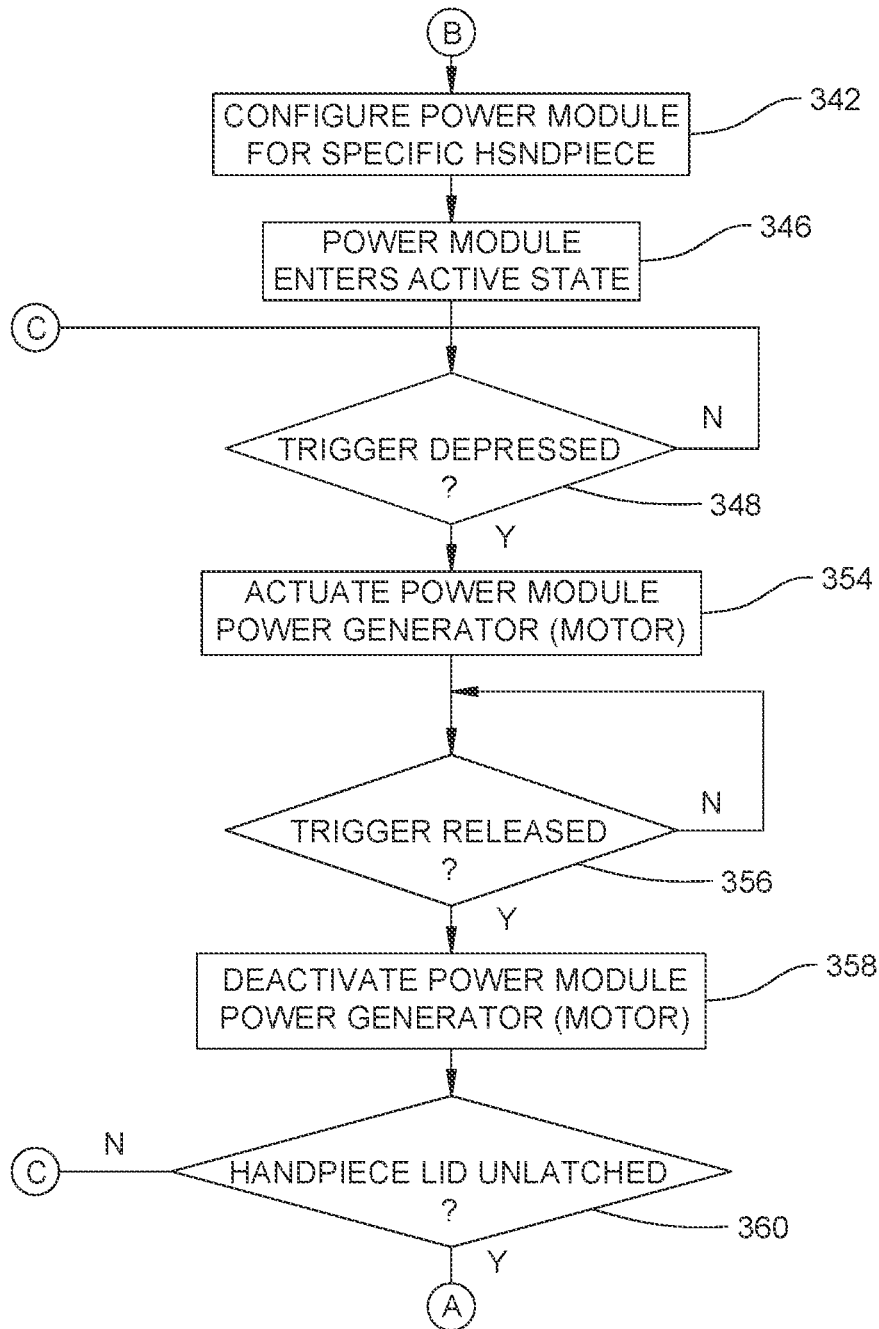 B
CONFIGURE POWER MODULE
FOR SPECIFIC HSNDPIECE
342
POWER MODULE
ENTERS ACTIVE STATE
346
C
TRIGGER DEPRESSED
?
N
348
Y
ACTUATE POWER MODULE
POWER GENERATOR (MOTOR)
354
TRIGGER RELEASED
?
N
356
Y
DEACTIVATE POWER MODULE
POWER GENERATOR (MOTOR)
358
C
N
HANDPIECE LID UNLATCHED
?
360
Y
A